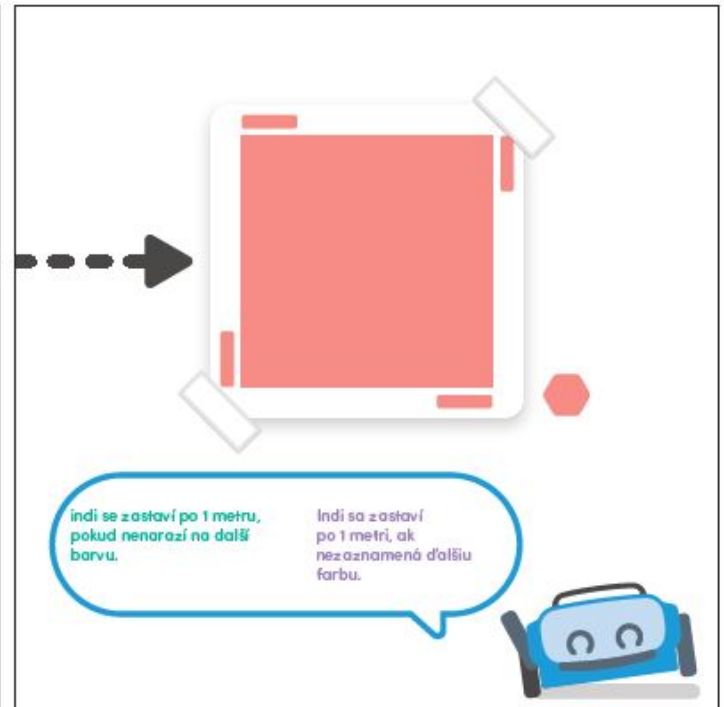 indi se zastaví po 1 metru,
pokud nenarazí na další
barvu.
Indi sa zastaví
po 1 metri, ak
nezaznamená ďalšiu
farbu.